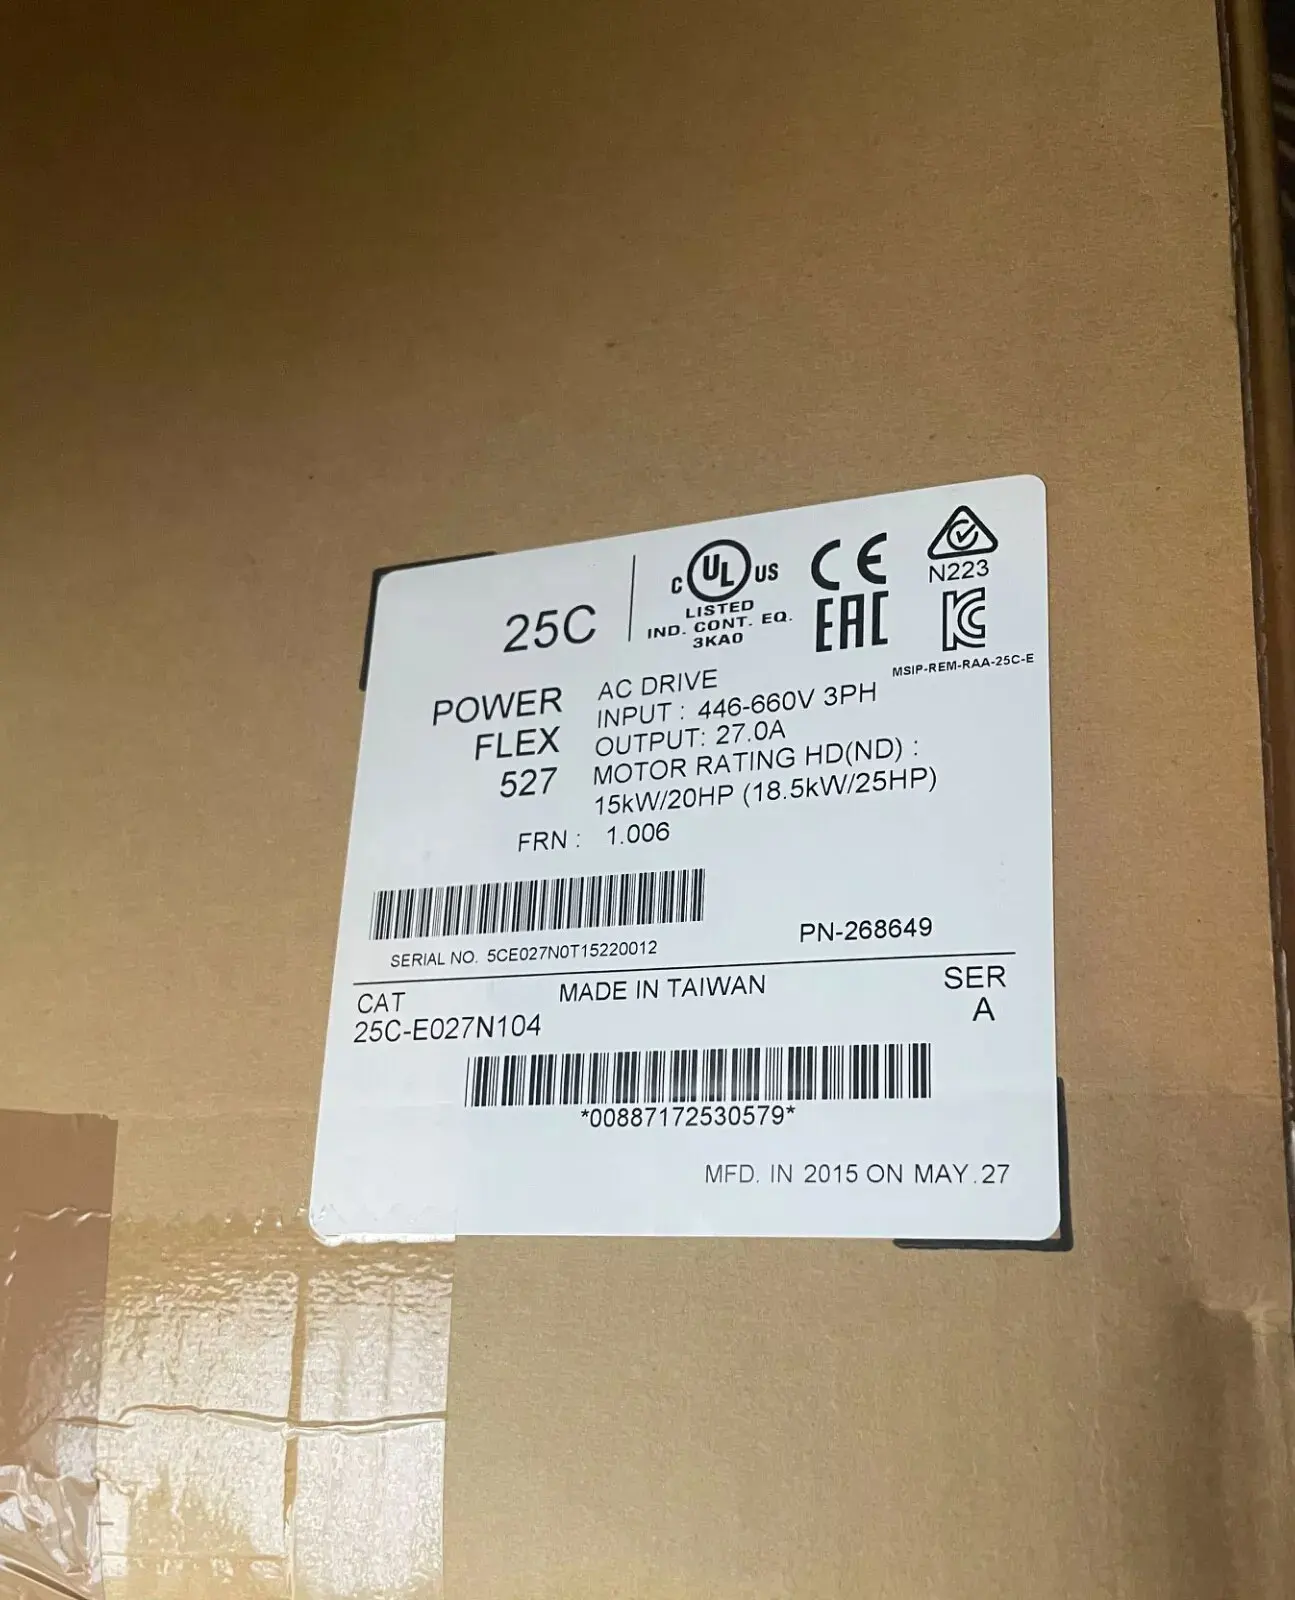 25C
C UL US
LISTED
IND. CONT. EQ.
3KA0
CE
EAC
N223
KC
MSIP-REM-RAA-25C-E
POWER
FLEX
527
AC DRIVE
INPUT : 446-660V 3PH
OUTPUT: 27.0A
MOTOR RATING HD(ND) :
15kW/20HP (18.5kW/25HP)
FRN : 1.006
SERIAL NO. 5CE027N0T15220012
PN-268649
CAT
25C-E027N104
MADE IN TAIWAN
SER
A
*00887172530579*
MFD. IN 2015 ON MAY.27